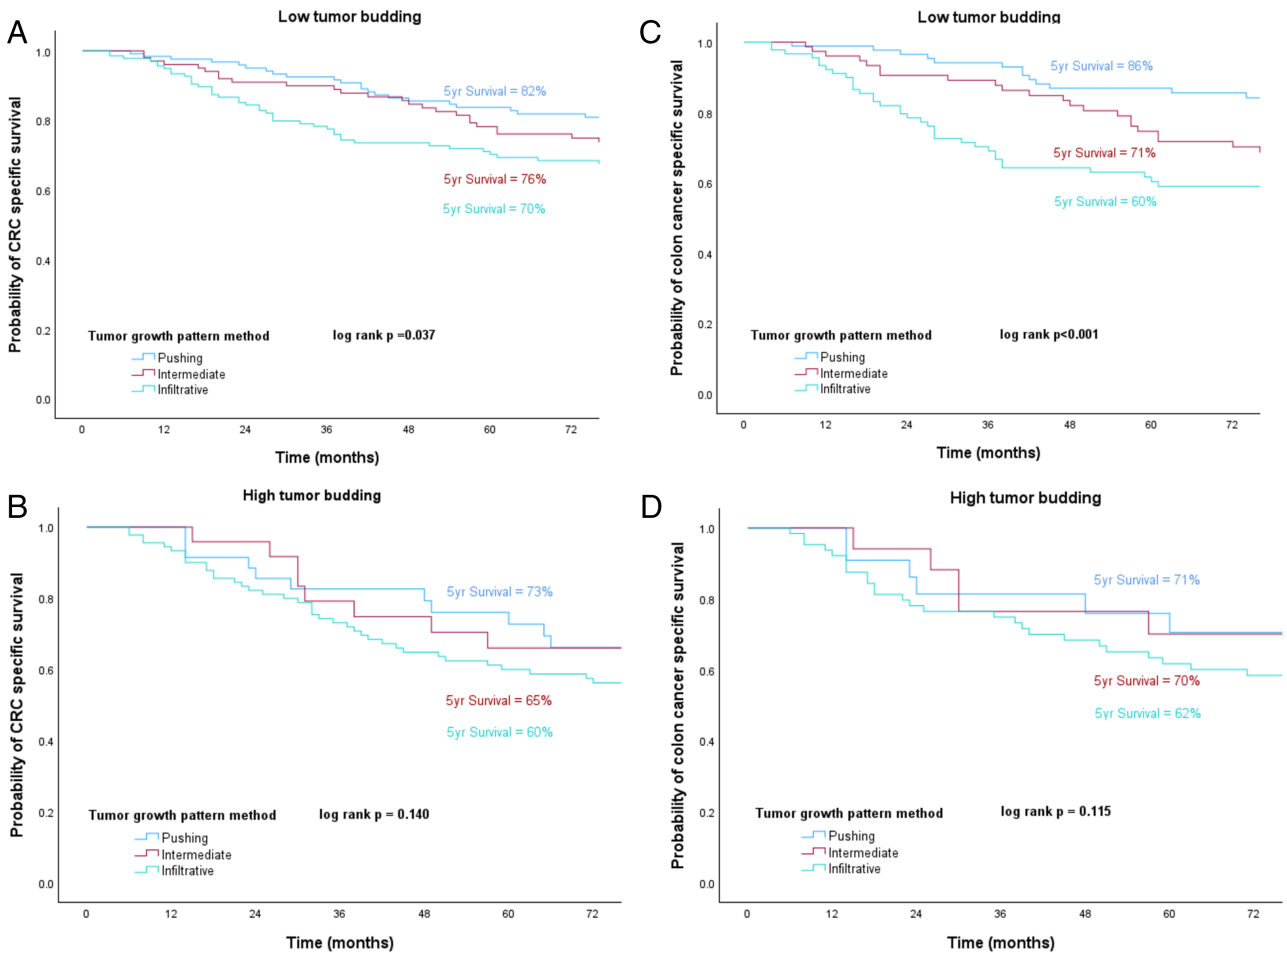 A
Low tumor budding
Probability of CRC specific survival
1.0
0.8
0.6
0.4
0.2
0.0
5yr Survival = 82%
5yr Survival = 76%
5yr Survival = 70%
Tumor growth pattern method
log rank p =0.037
Pushing
Intermediate
Infiltrative
0 12 24 36 48 60 72
Time (months)
C
Low tumor budding
Probability of colon cancer specific survival
1.0
0.8
0.6
0.4
0.2
0.0
5yr Survival = 86%
5yr Survival = 71%
5yr Survival = 60%
Tumor growth pattern method
log rank p<0.001
Pushing
Intermediate
Infiltrative
0 12 24 36 48 60 72
Time (months)
B
High tumor budding
Probability of CRC specific survival
1.0
0.8
0.6
0.4
0.2
0.0
5yr Survival = 73%
5yr Survival = 65%
5yr Survival = 60%
Tumor growth pattern method
log rank p = 0.140
Pushing
Intermediate
Infiltrative
0 12 24 36 48 60 72
Time (months)
D
High tumor budding
Probability of colon cancer specific survival
1.0
0.8
0.6
0.4
0.2
0.0
5yr Survival = 71%
5yr Survival = 70%
5yr Survival = 62%
Tumor growth pattern method
log rank p = 0.115
Pushing
Intermediate
Infiltrative
0 12 24 36 48 60 72
Time (months)